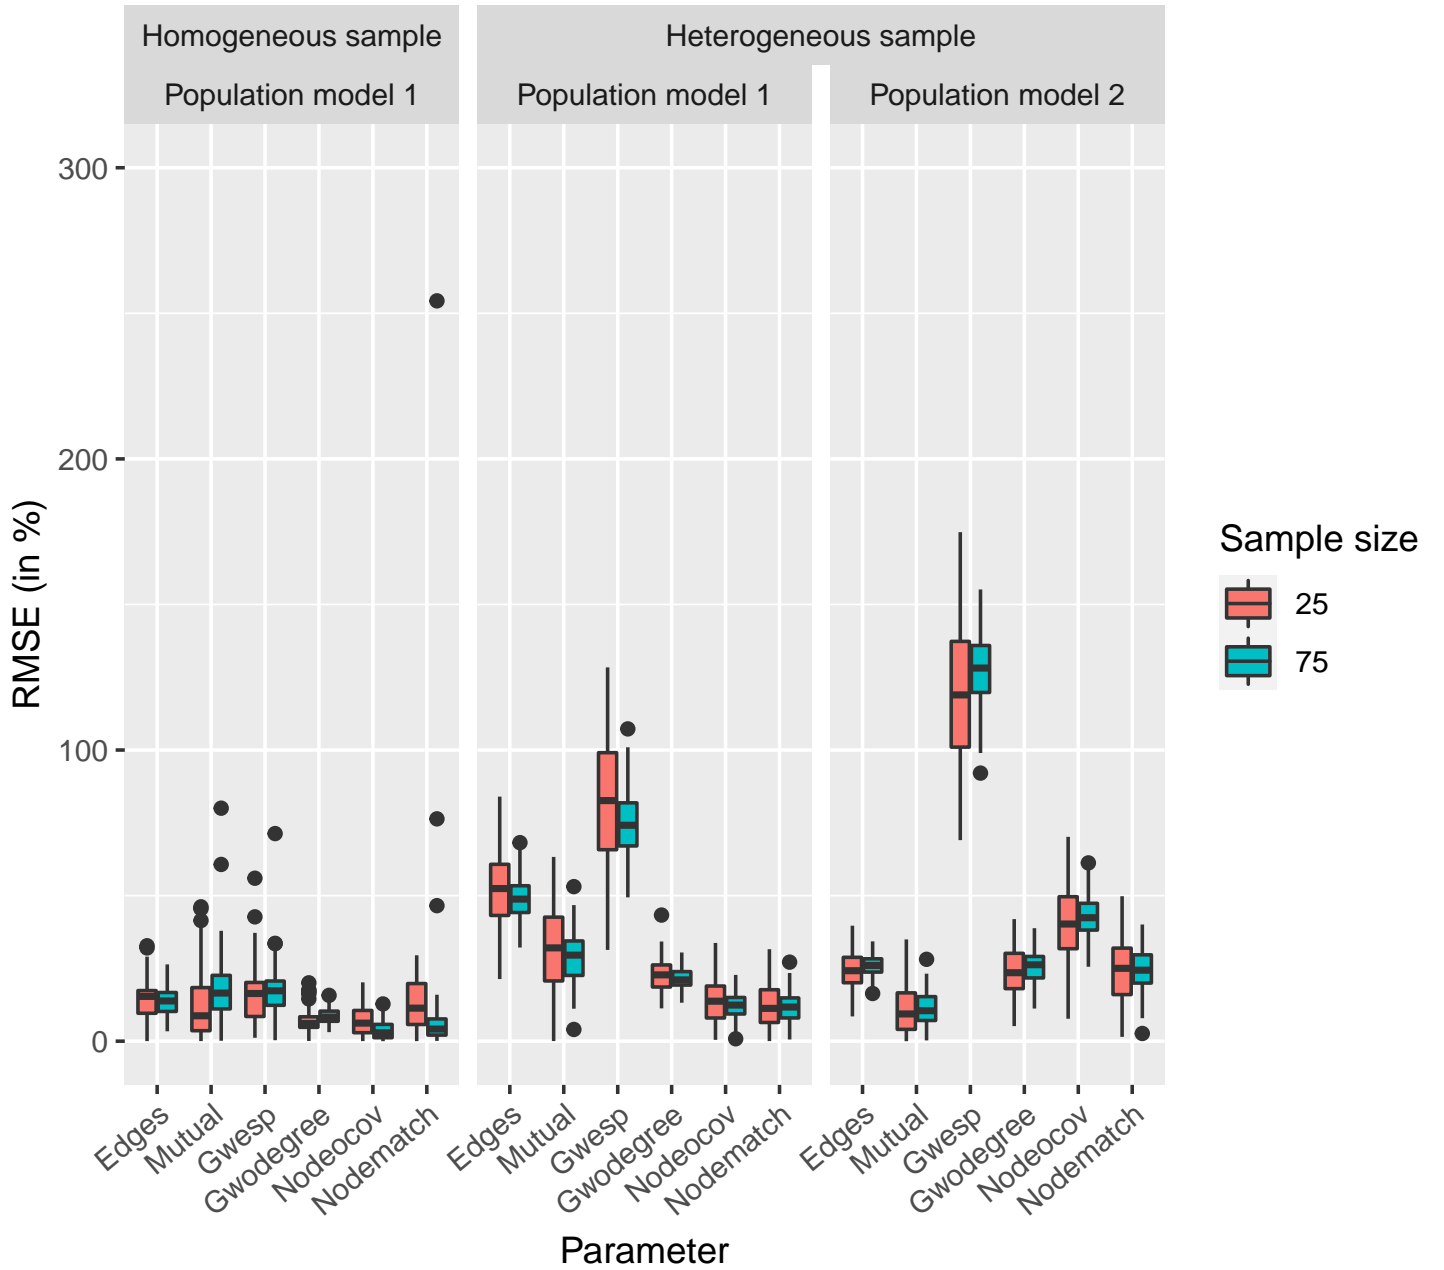 Homogeneous sample
Heterogeneous sample
Population model 1
Population model 1
Population model 2
300
200
100
0
RMSE (in %)
Edges
Mutual
Gwesp
Gwodegree
Nodeocov
Nodematch
Edges
Mutual
Gwesp
Gwodegree
Nodeocov
Nodematch
Edges
Mutual
Gwesp
Gwodegree
Nodeocov
Nodematch
Parameter
Sample size
25
75